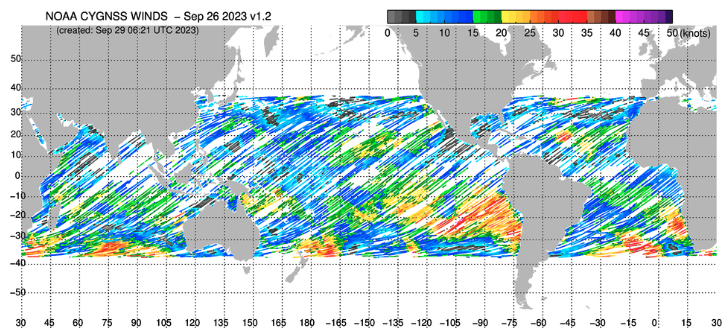 NOAA CYGNSS WINDS – Sep 26 2023 v1.2
(created: Sep 29 06:21 UTC 2023)
0 5 10 15 20 25 30 35 40 45 50 (knots)
50
40
30
20
10
0
−10
−20
−30
−40
−50
30 45 60 75 90 105 120 135 150 165 180 −165 −150 −135 −120 −105 −90 −75 −60 −45 −30 −15 0 15 30